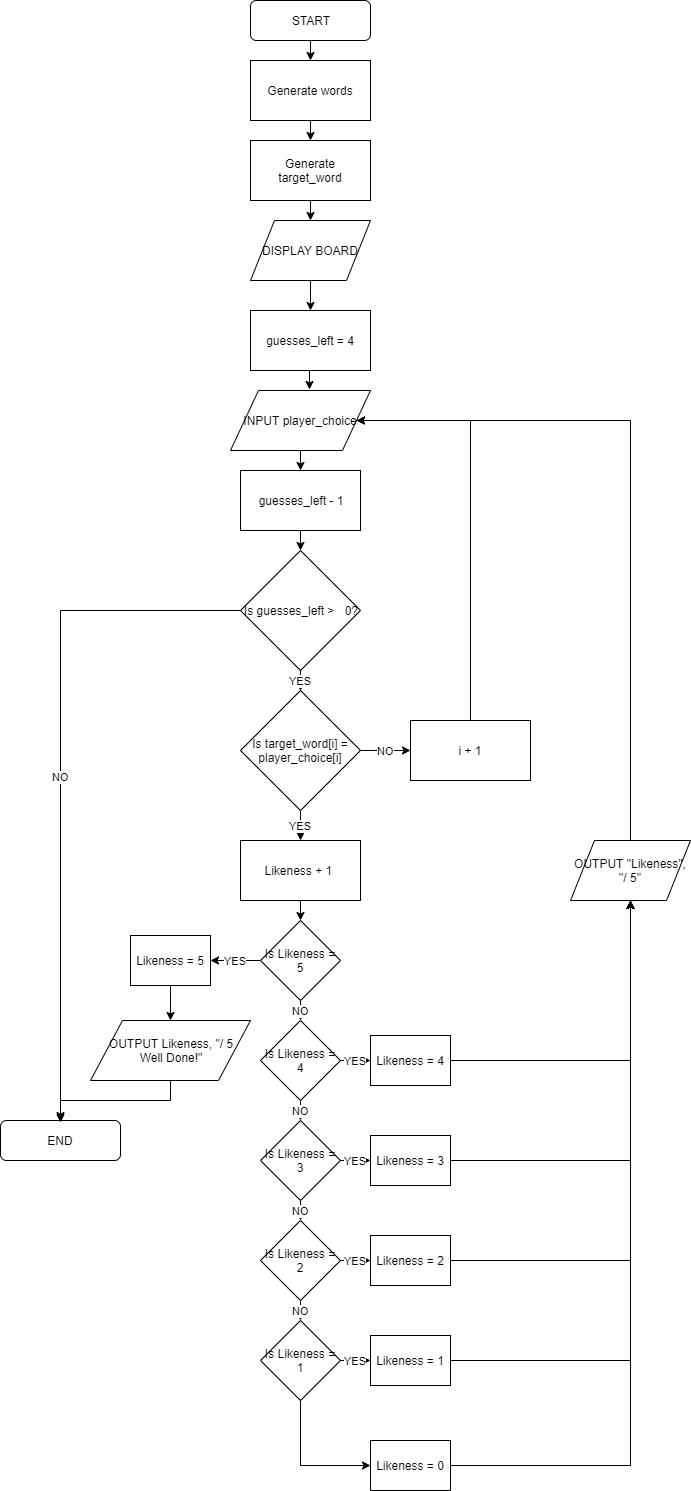 START
Generate words
Generate
target_word
DISPLAY BOARD
guesses_left = 4
INPUT player_choice
guesses_left - 1
Is guesses_left > 0?
YES
NO
Is target_word[i] =
player_choice[i]
NO
i + 1
YES
Likeness + 1
OUTPUT "Likeness",
"/ 5"
Is Likeness =
5
YES
Likeness = 5
OUTPUT Likeness, "/ 5
Well Done!"
END
NO
Is Likeness =
4
YES
Likeness = 4
NO
Is Likeness =
3
YES
Likeness = 3
NO
Is Likeness =
2
YES
Likeness = 2
NO
Is Likeness =
1
YES
Likeness = 1
Likeness = 0